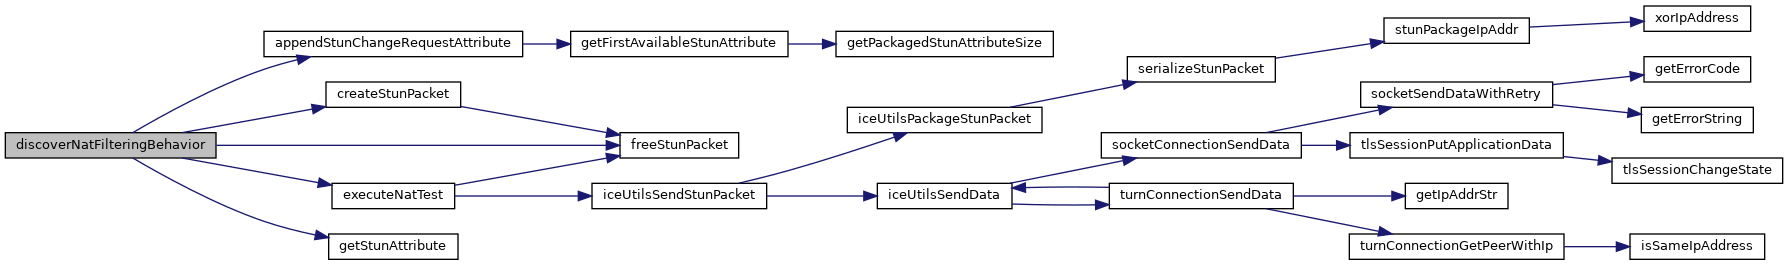 discoverNatFilteringBehavior
appendStunChangeRequestAttribute
createStunPacket
executeNatTest
getStunAttribute
getFirstAvailableStunAttribute
freeStunPacket
iceUtilsSendStunPacket
getPackagedStunAttributeSize
iceUtilsPackageStunPacket
iceUtilsSendData
serializeStunPacket
socketConnectionSendData
turnConnectionSendData
stunPackageIpAddr
socketSendDataWithRetry
tlsSessionPutApplicationData
getIpAddrStr
turnConnectionGetPeerWithIp
xorIpAddress
getErrorCode
getErrorString
tlsSessionChangeState
isSameIpAddress